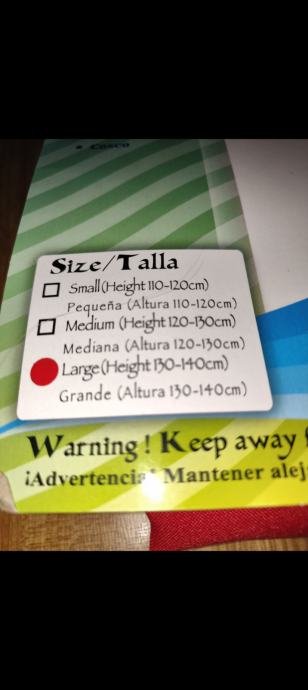 • Casco
Size/Talla
Small (Height 110-120cm)
Pequeña (Altura 110-120cm)
Medium (Height 120-130cm)
Mediana (Altura 120-130cm)
Large (Height 130-140cm)
Grande (Altura 130-140cm)
Warning! Keep away
¡Advertencia! Mantener